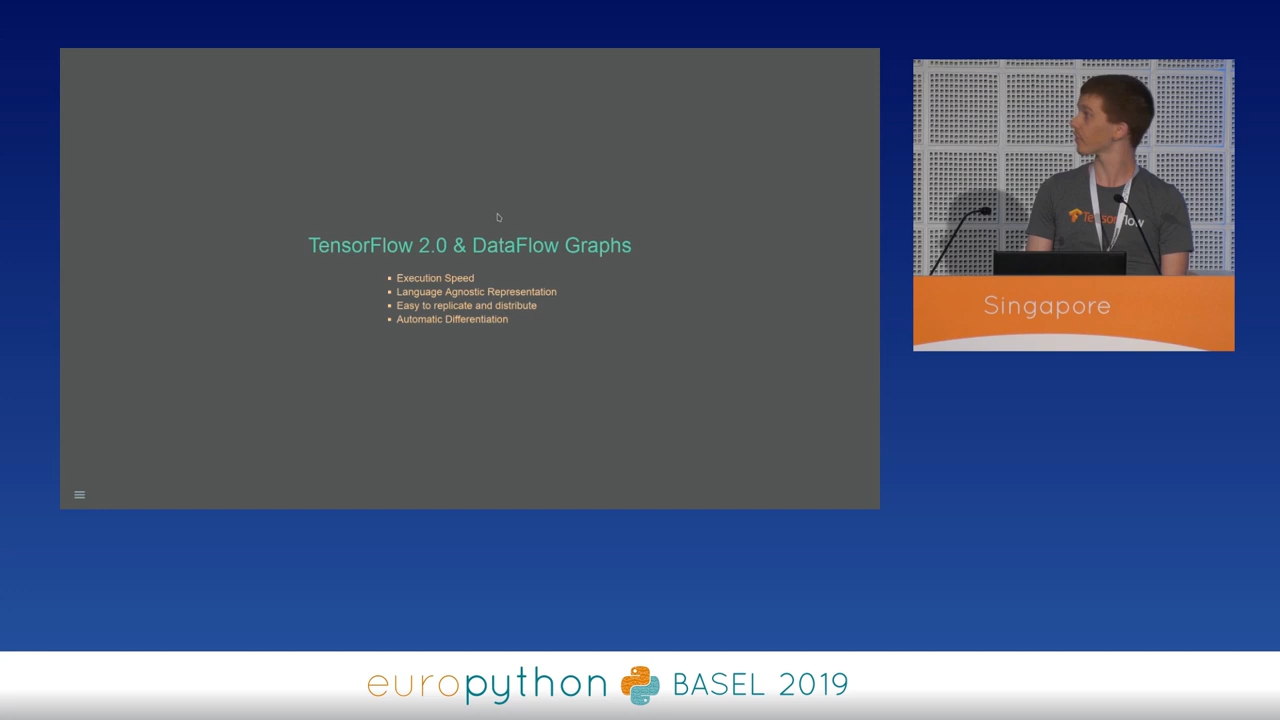 TensorFlow 2.0 & DataFlow Graphs
▪ Execution Speed
▪ Language Agnostic Representation
▪ Easy to replicate and distribute
▪ Automatic Differentiation
TensorFlow
Singapore
europython BASEL 2019